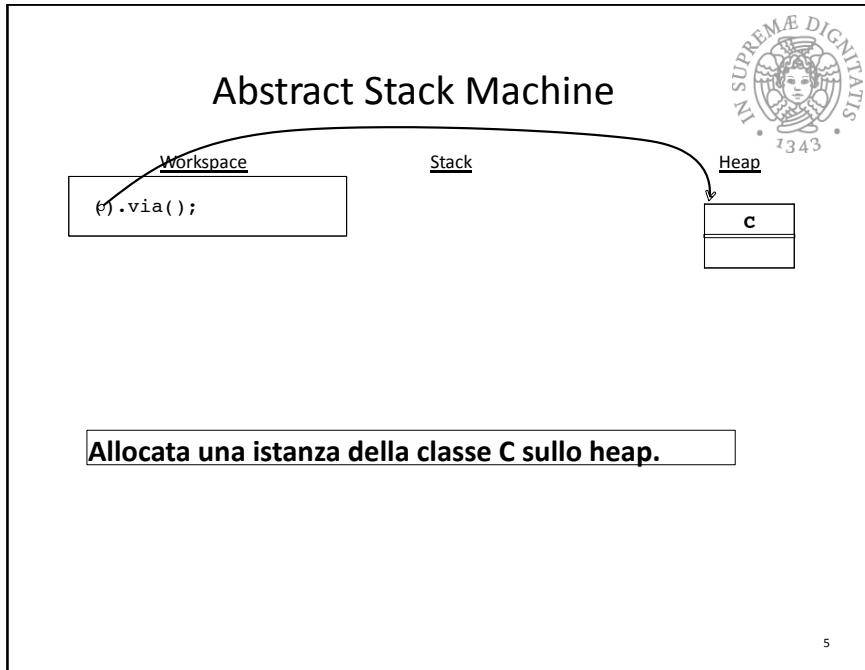 Abstract Stack Machine
IN SUPREMÆ DIGNITATIS
1343
Workspace Stack Heap
().via();
C
Allocata una istanza della classe C sullo heap.
5